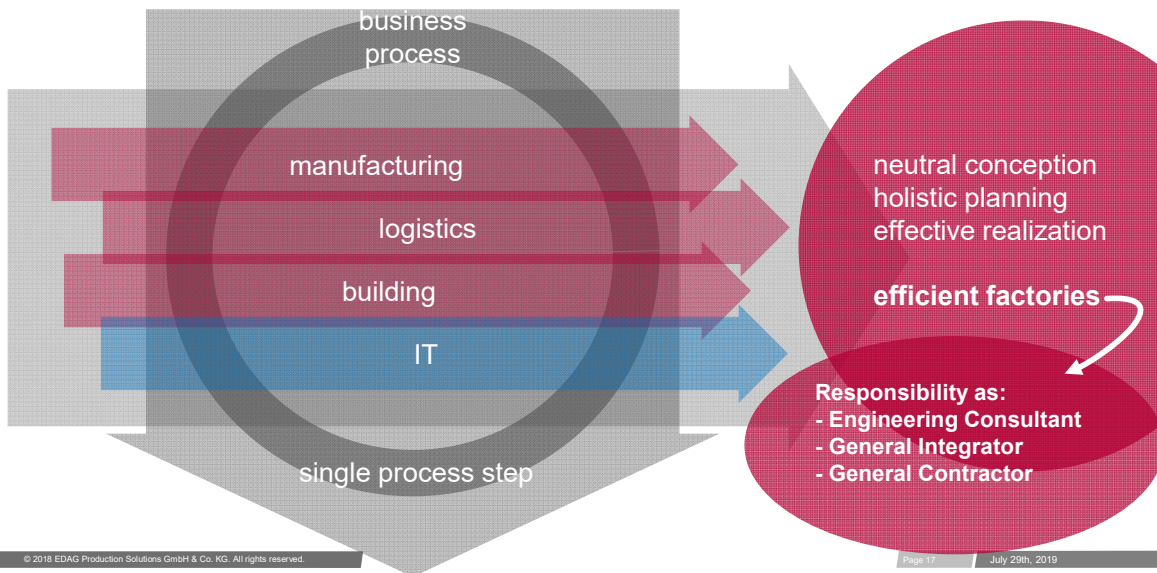 business
process
manufacturing
logistics
building
IT
single process step
neutral conception
holistic planning
effective realization
efficient factories
Responsibility as:
- Engineering Consultant
- General Integrator
- General Contractor
© 2018 EDAG Production Solutions GmbH & Co. KG. All rights reserved.
Page 17
July 29th, 2019